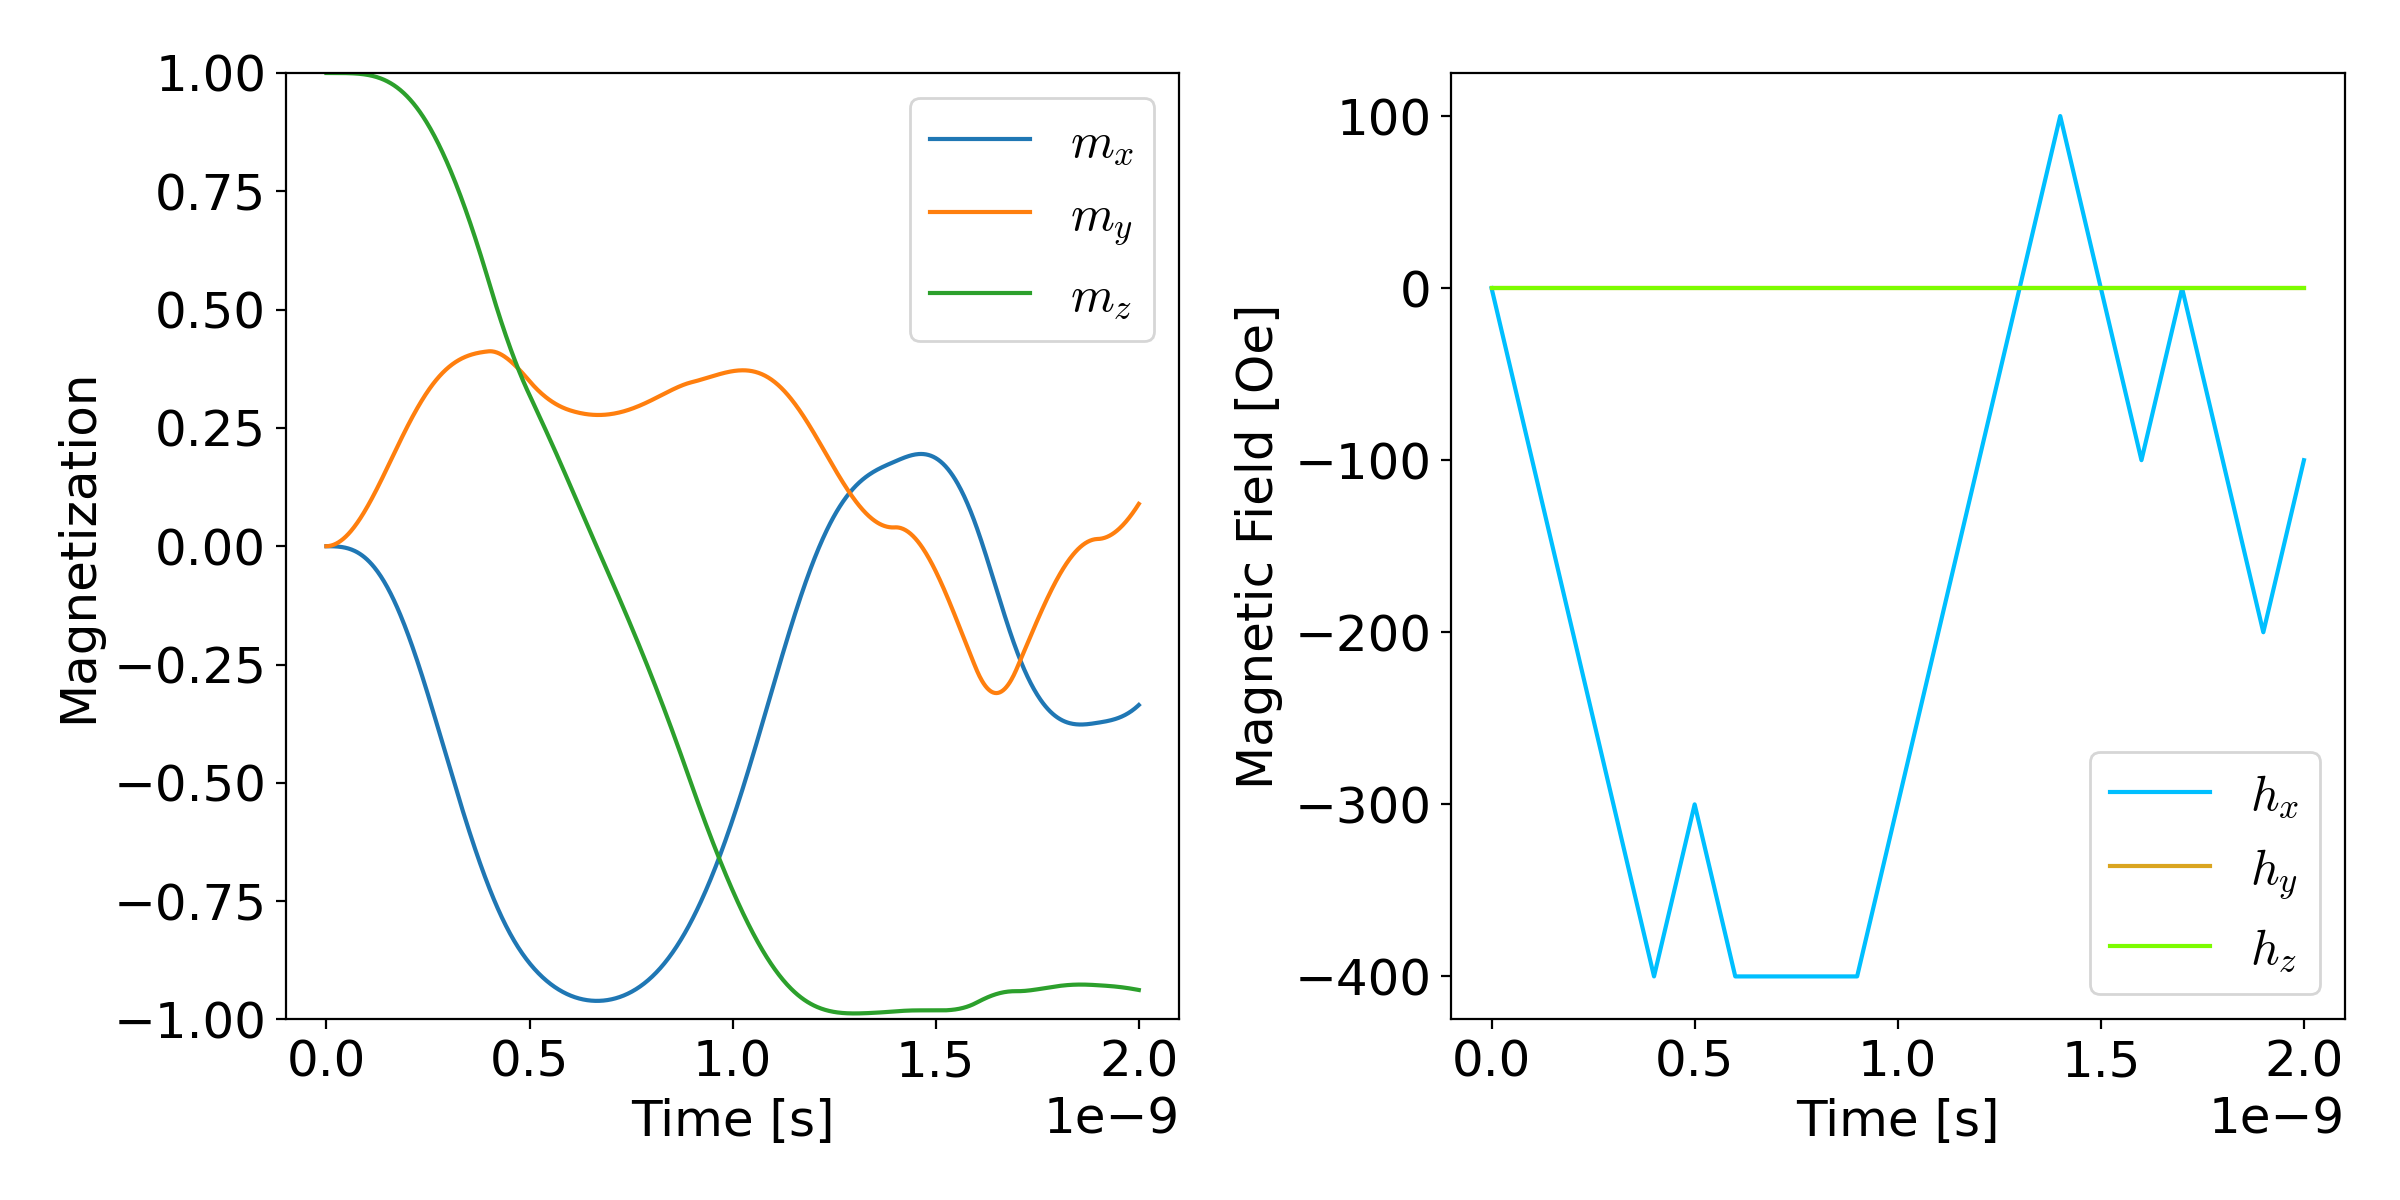 Magnetization
1.00
0.75
0.50
0.25
0.00
−0.25
−0.50
−0.75
−1.00
0.0 0.5 1.0 1.5 2.0
Time [s]
1e−9
m_x
m_y
m_z
Magnetic Field [Oe]
100
0
−100
−200
−300
−400
0.0 0.5 1.0 1.5 2.0
Time [s]
1e−9
h_x
h_y
h_z